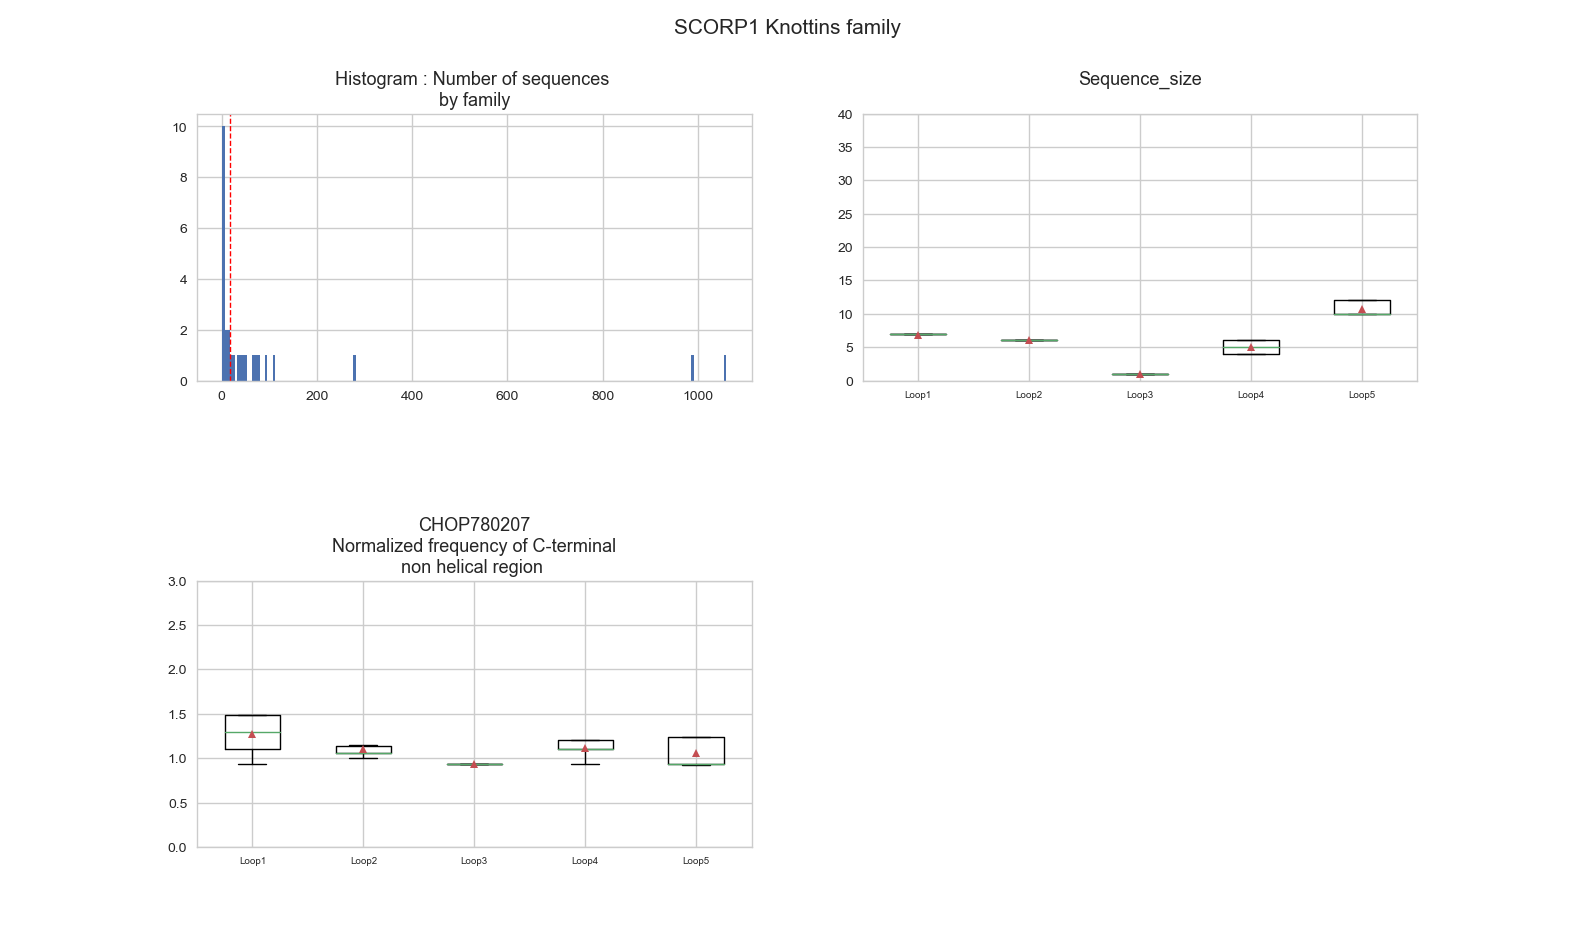 SCORP1 Knottins family
Histogram : Number of sequences
by family
10
8
6
4
2
0
0 200 400 600 800 1000
Sequence_size
40
35
30
25
20
15
10
5
0
Loop1 Loop2 Loop3 Loop4 Loop5
CHOP780207
Normalized frequency of C-terminal
non helical region
3.0
2.5
2.0
1.5
1.0
0.5
0.0
Loop1 Loop2 Loop3 Loop4 Loop5